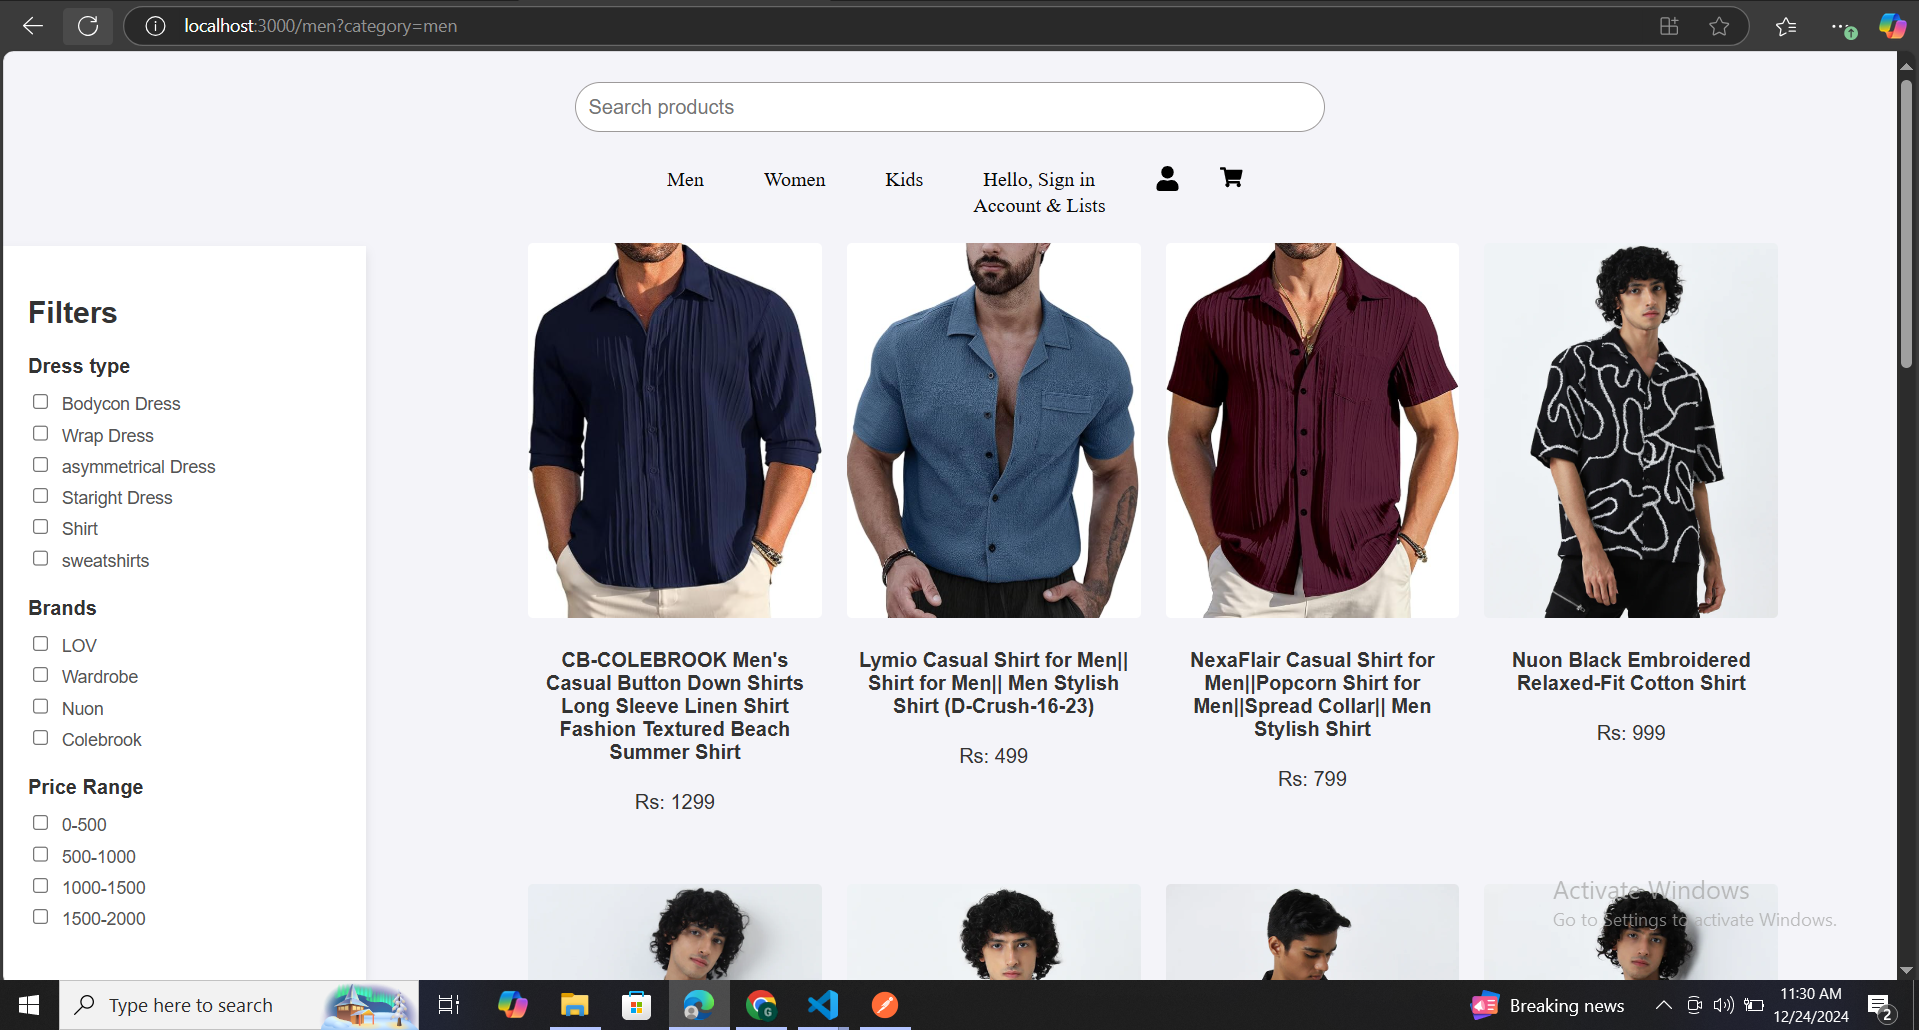 localhost:3000/men?category=men
Search products
Men
Women
Kids
Hello, Sign in
Account & Lists
Filters
Dress type
Bodycon Dress
Wrap Dress
asymmetrical Dress
Staright Dress
Shirt
sweatshirts
Brands
LOV
Wardrobe
Nuon
Colebrook
Price Range
0-500
500-1000
1000-1500
1500-2000
CB-COLEBROOK Men's
Casual Button Down Shirts
Long Sleeve Linen Shirt
Fashion Textured Beach
Summer Shirt
Rs: 1299
Lymio Casual Shirt for Men||
Shirt for Men|| Men Stylish
Shirt (D-Crush-16-23)
Rs: 499
NexaFlair Casual Shirt for
Men||Popcorn Shirt for
Men||Spread Collar|| Men
Stylish Shirt
Rs: 799
Nuon Black Embroidered
Relaxed-Fit Cotton Shirt
Rs: 999
Activate Windows
Go to Settings to activate Windows.
Type here to search
G
Breaking news
11:30 AM
12/24/2024
2